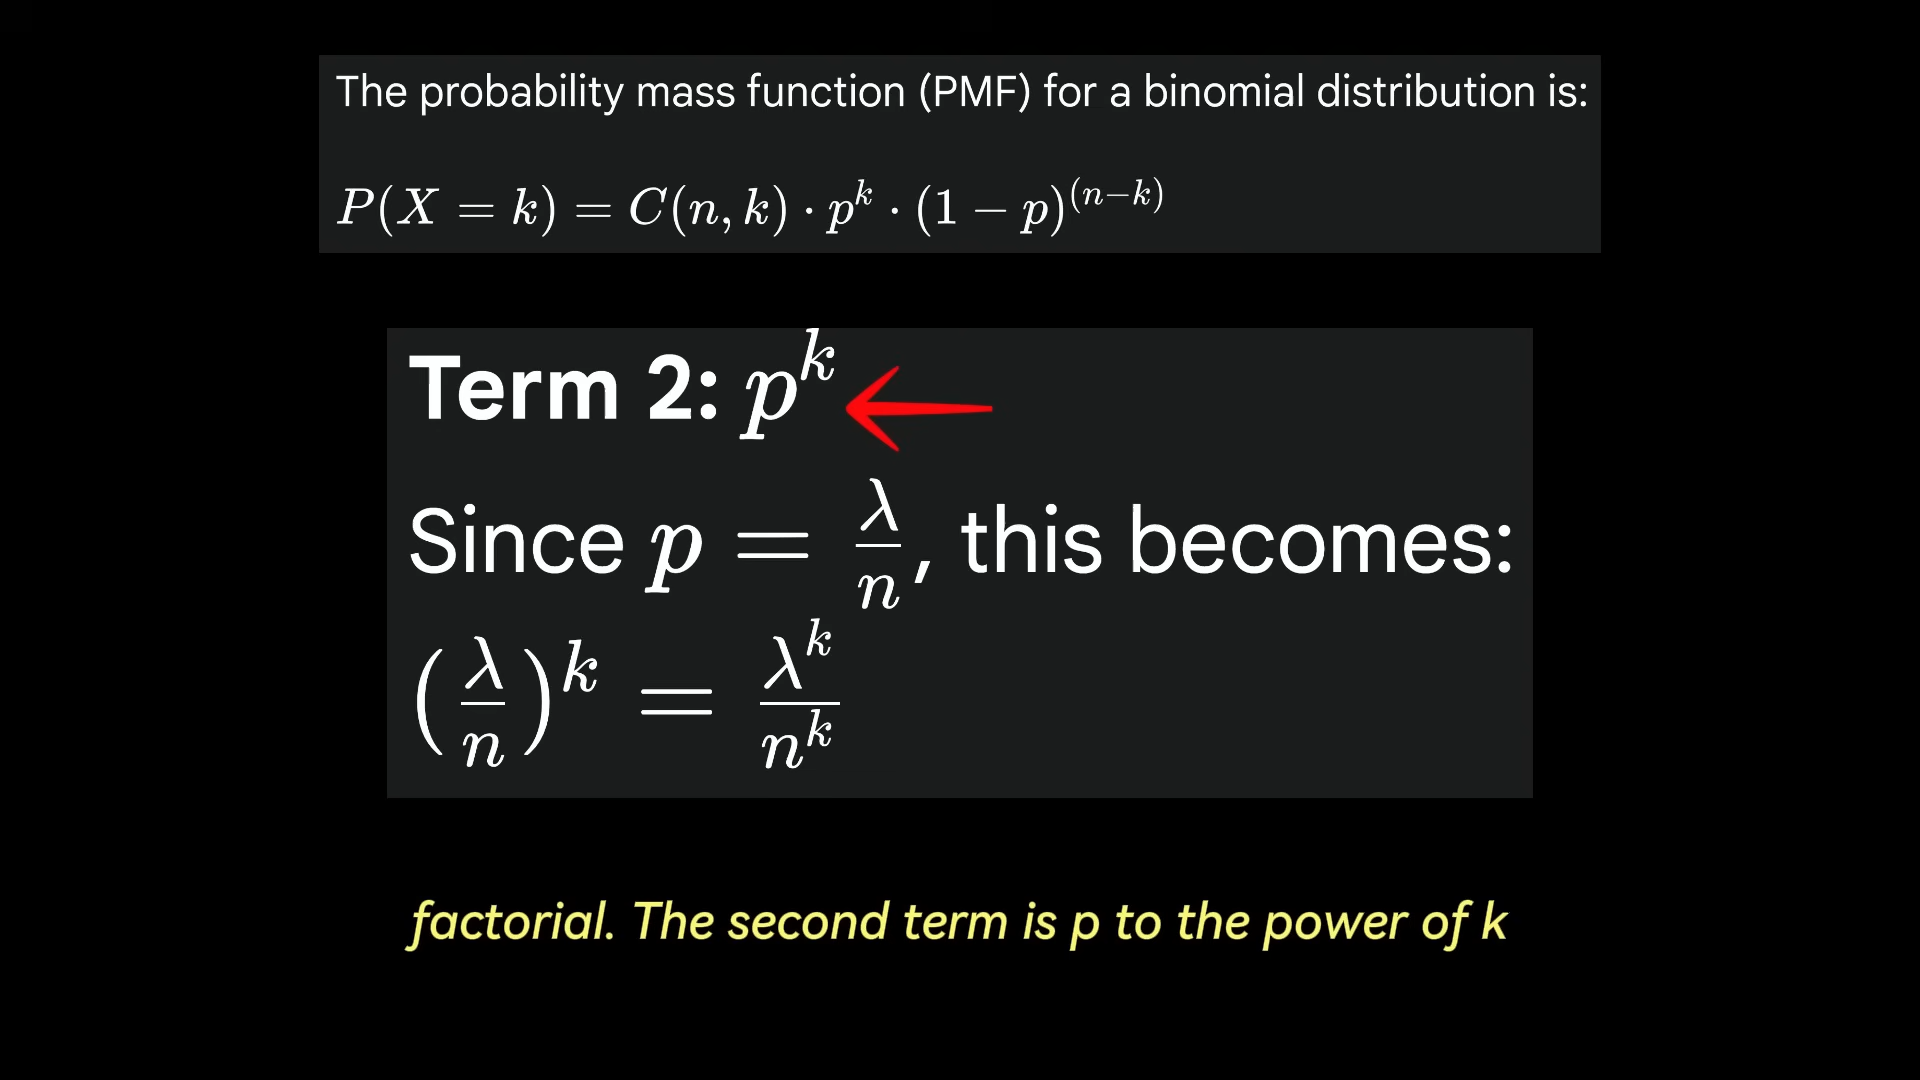 The probability mass function (PMF) for a binomial distribution is:
P(X = k) = C(n, k) · p^k · (1 − p)^(n−k)
Term 2: p^k
Since p = λ/n, this becomes:
(λ/n)^k = λ^k/n^k
factorial. The second term is p to the power of k